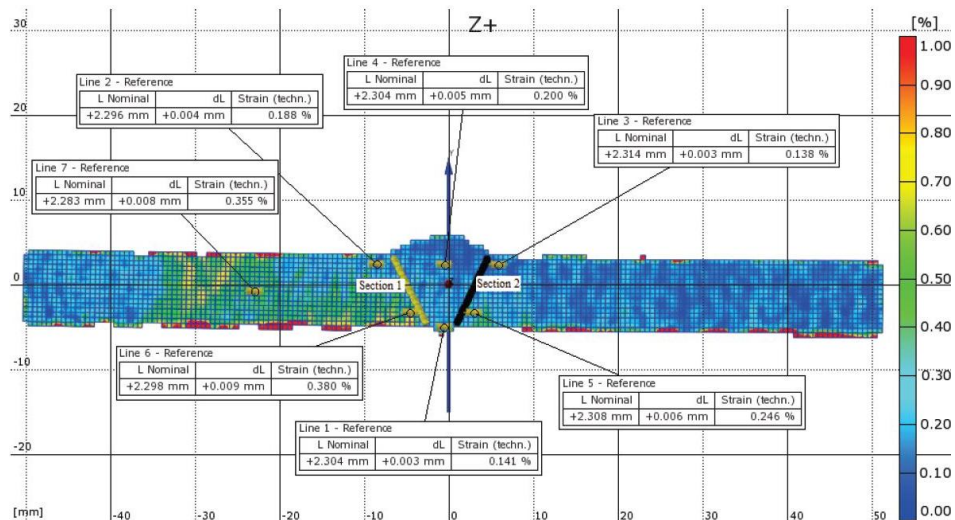 [%]
30
Z+
1.00
Line 4 - Reference
L Nominal dL Strain (techn.)
+2.304 mm +0.005 mm 0.200 %
Line 2 - Reference
L Nominal dL Strain (techn.)
+2.296 mm +0.004 mm 0.188 %
0.90
20
Line 3 - Reference
L Nominal dL Strain (techn.)
+2.314 mm +0.003 mm 0.138 %
0.80
Line 7 - Reference
L Nominal dL Strain (techn.)
+2.283 mm +0.008 mm 0.355 %
Y
0.70
10
0.60
0
Section 1
Section 2
0.50
0.40
Line 6 - Reference
L Nominal dL Strain (techn.)
+2.298 mm +0.009 mm 0.380 %
-10
0.30
Line 5 - Reference
L Nominal dL Strain (techn.)
+2.308 mm +0.006 mm 0.246 %
Line 1 - Reference
L Nominal dL Strain (techn.)
+2.304 mm +0.003 mm 0.141 %
0.20
-20
0.10
[mm] -40 -30 -20 -10 0 10 20 30 40 50
0.00